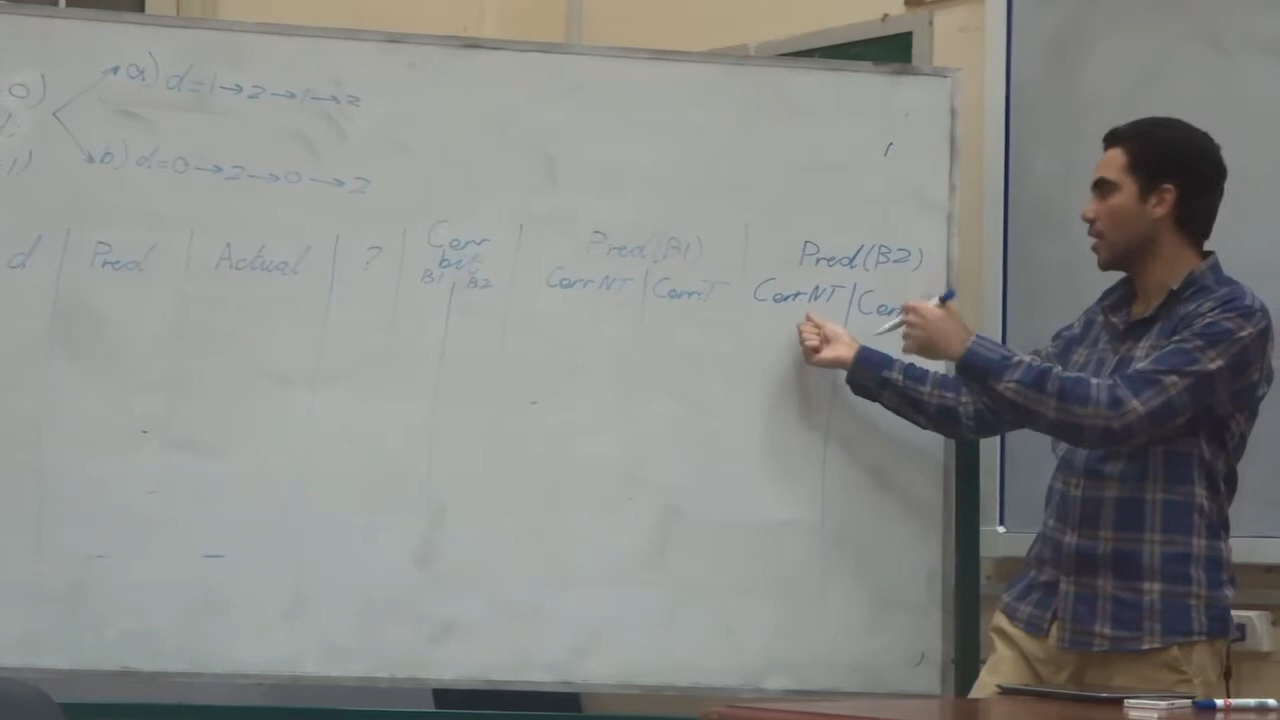 0)
1)
a) d=1→2→1→2
b) d=0→2→0→2
d | Pred | Actual | ? | Corr bit B1 | B2 | Pred(B1) CorrNT | CorrT | Pred(B2) CorrNT | Corr